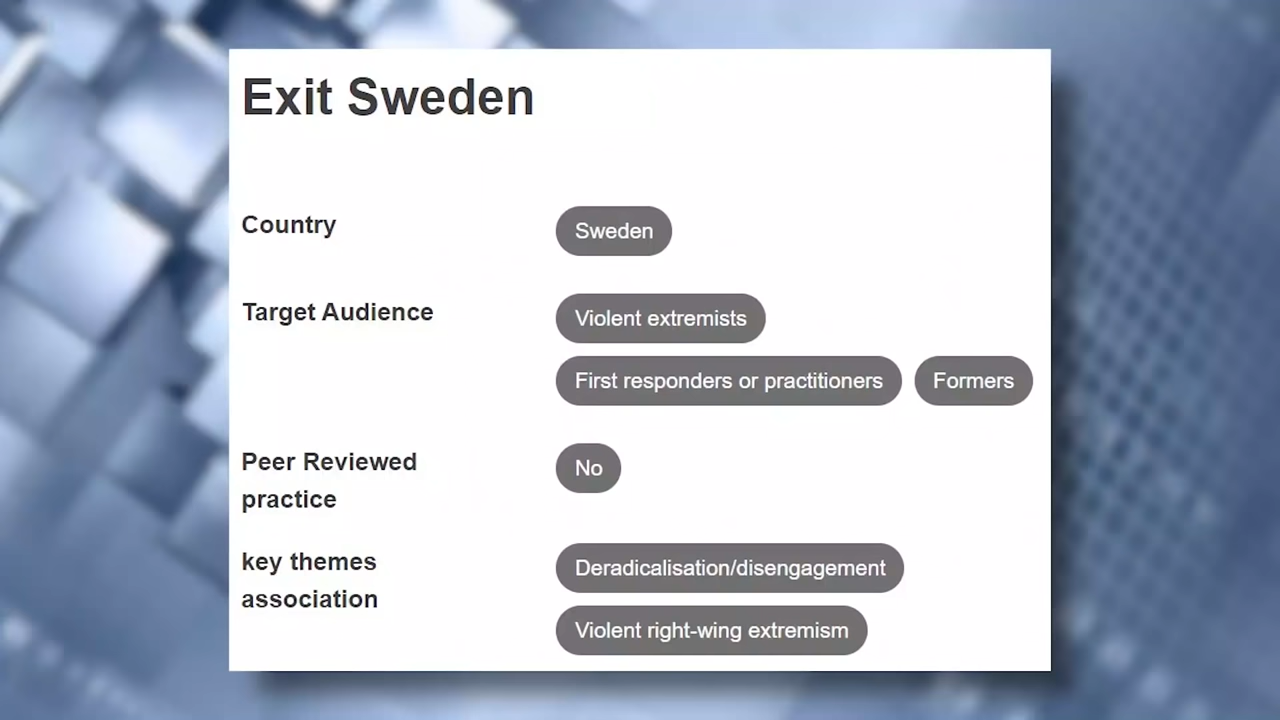 Exit Sweden
Country
Sweden
Target Audience
Violent extremists
First responders or practitioners
Formers
Peer Reviewed
practice
No
key themes
association
Deradicalisation/disengagement
Violent right-wing extremism